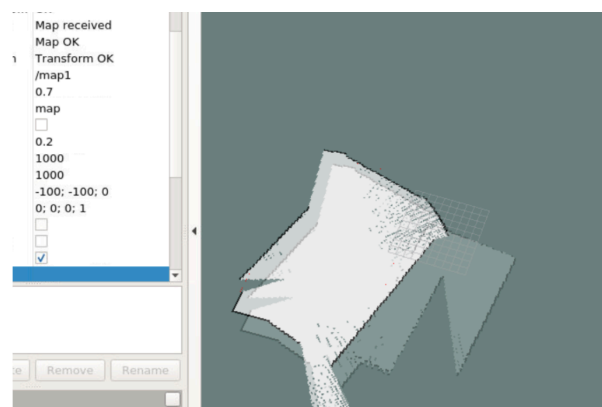 Map received
Map OK
Transform OK
/map1
0.7
map
0.2
1000
1000
-100; -100; 0
0; 0; 0; 1
Remove
Rename